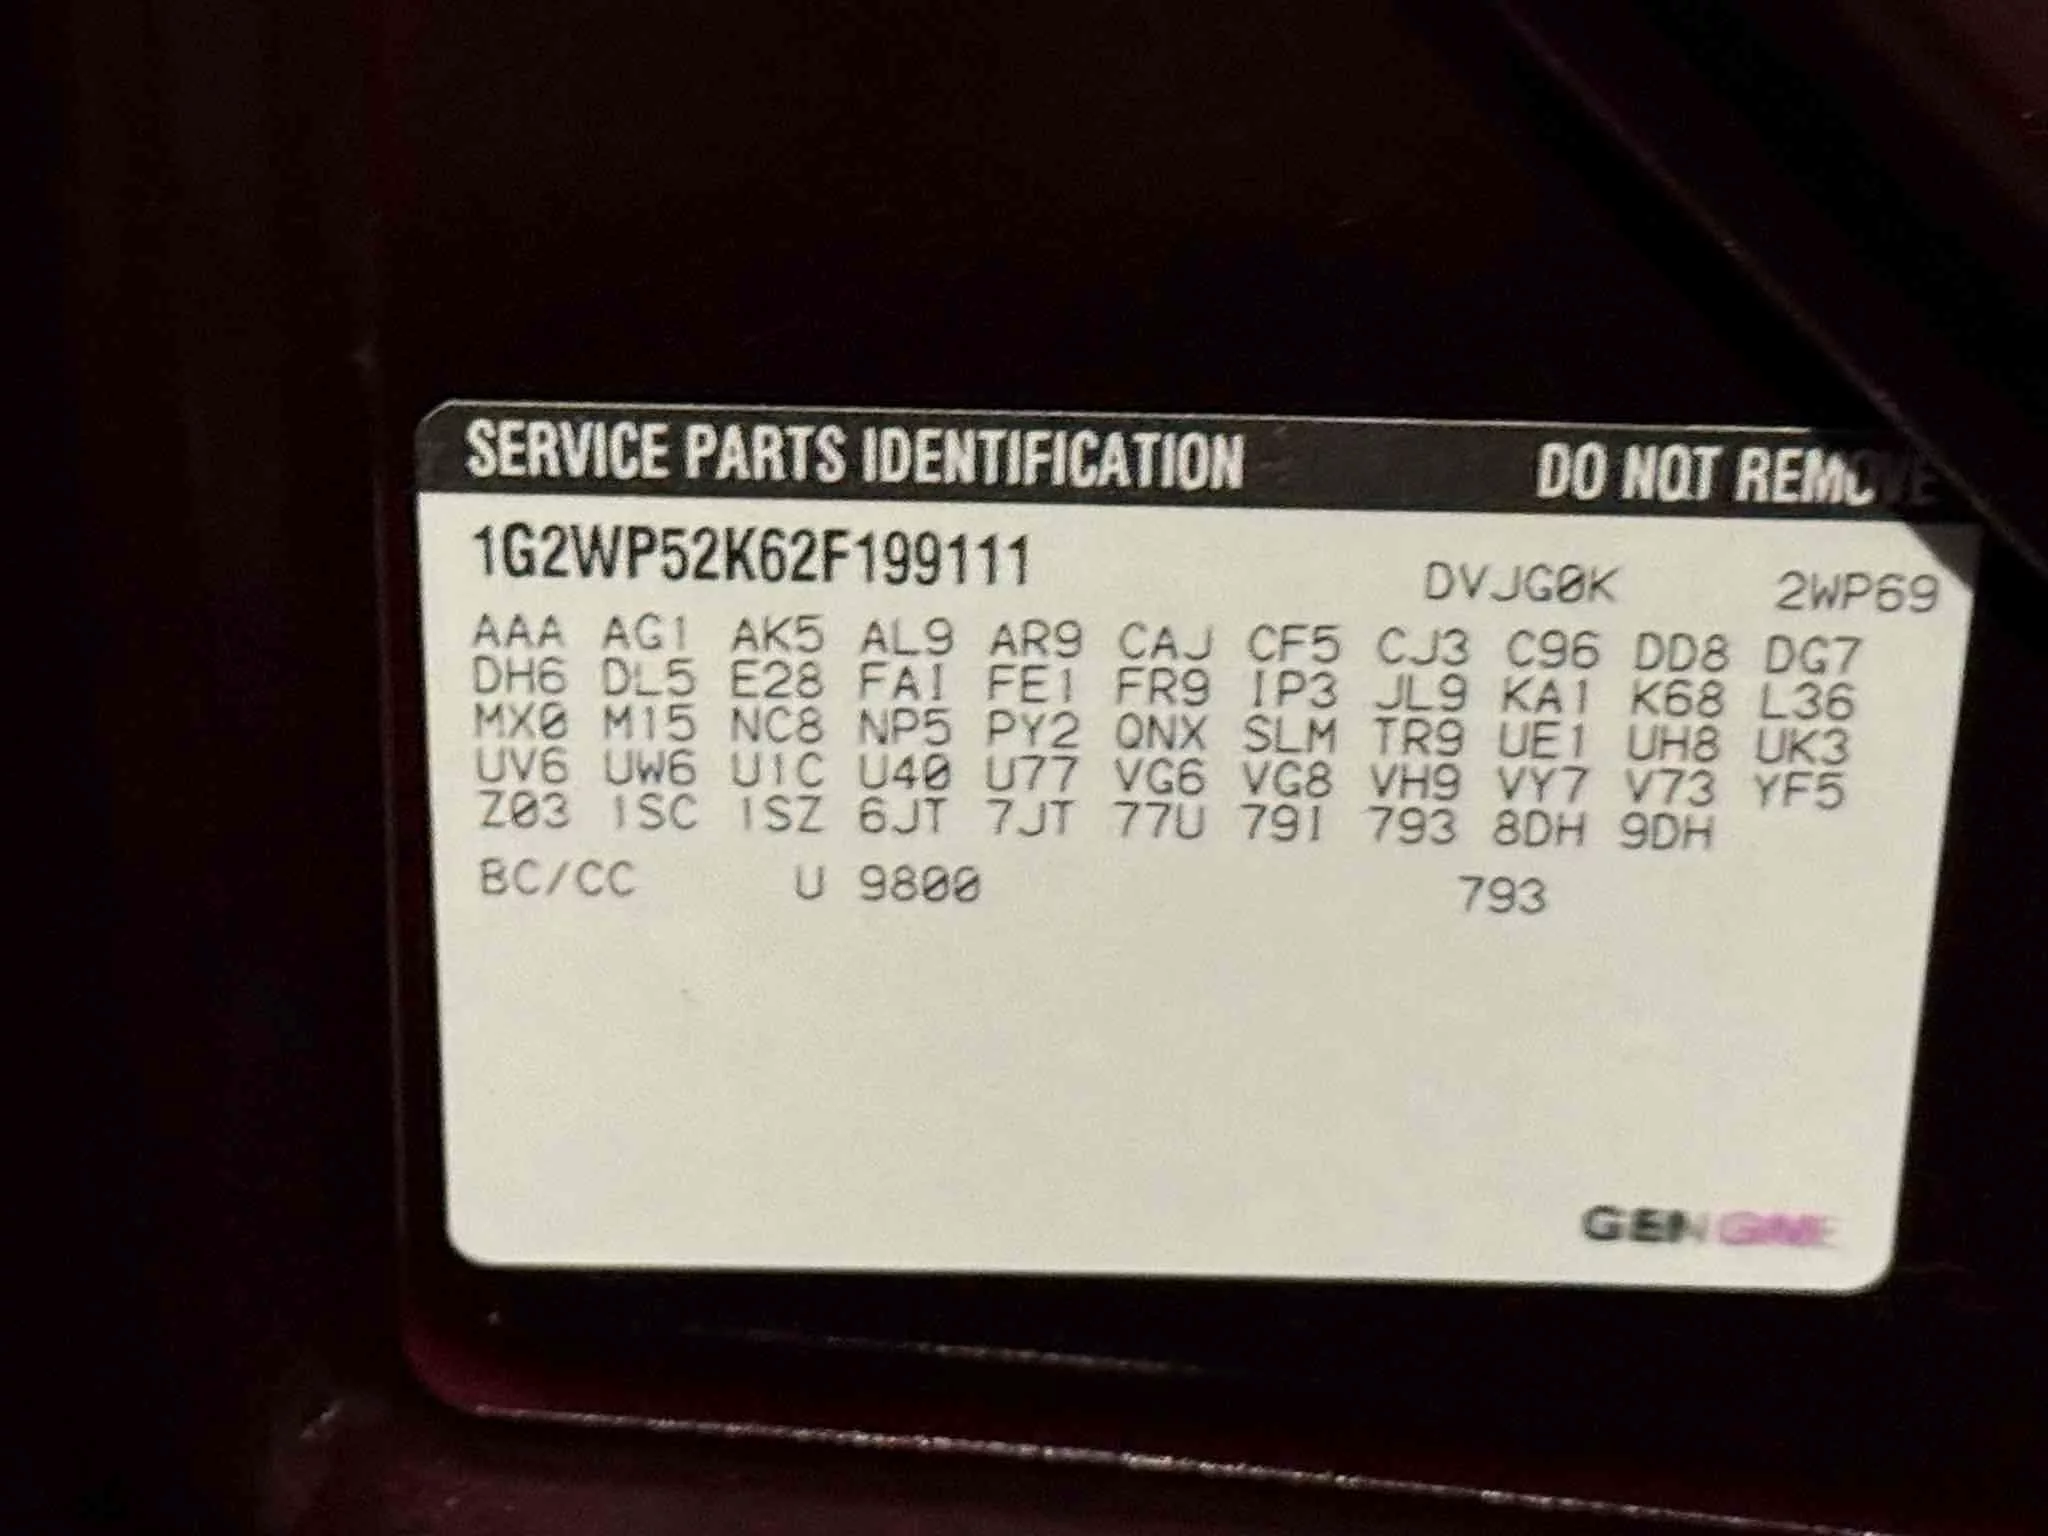 SERVICE PARTS IDENTIFICATION DO NOT REMOVE
1G2WP52K62F199111 DVJG0K 2WP69
AAA AG1 AK5 AL9 AR9 CAJ CF5 CJ3 C96 DD8 DG7
DH6 DL5 E28 FA1 FE1 FR9 IP3 JL9 KA1 K68 L36
MX0 M15 NC8 NP5 PY2 QNX SLM TR9 UE1 UH8 UK3
UV6 UW6 U1C U40 U77 VG6 VG8 VH9 VY7 V73 YF5
Z03 1SC 1SZ 6JT 7JT 77U 791 793 8DH 9DH
BC/CC U 9800 793